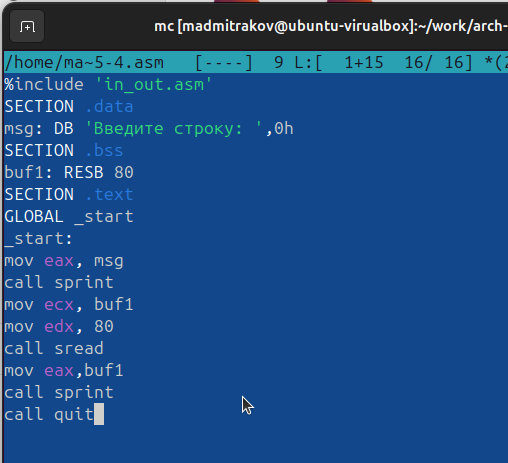 mc [madmitrakov@ubuntu-virualbox]:~/work/arch-
/home/ma~5-4.asm   [----]  9 L:[  1+15  16/ 16] *(2
%include 'in_out.asm'
SECTION .data
msg: DB 'Введите строку: ',0h
SECTION .bss
buf1: RESB 80
SECTION .text
GLOBAL _start
_start:
mov eax, msg
call sprint
mov ecx, buf1
mov edx, 80
call sread
mov eax,buf1
call sprint
call quit